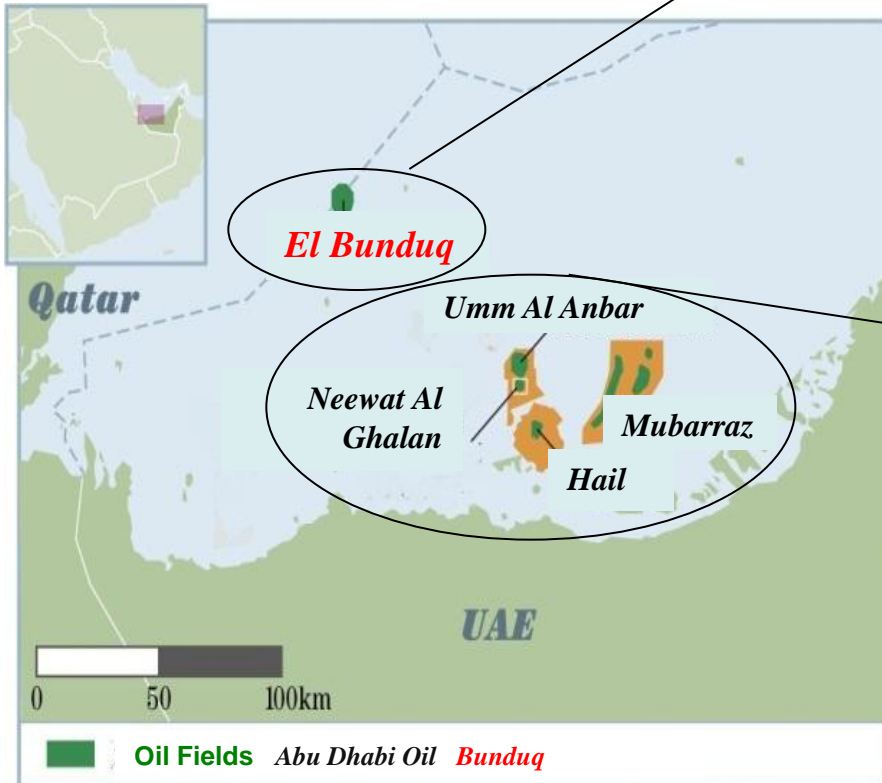 El Bunduq
Qatar
Umm Al Anbar
Neewat Al
Ghalan
Mubarraz
Hail
UAE
0 50 100km
Oil Fields Abu Dhabi Oil Bunduq